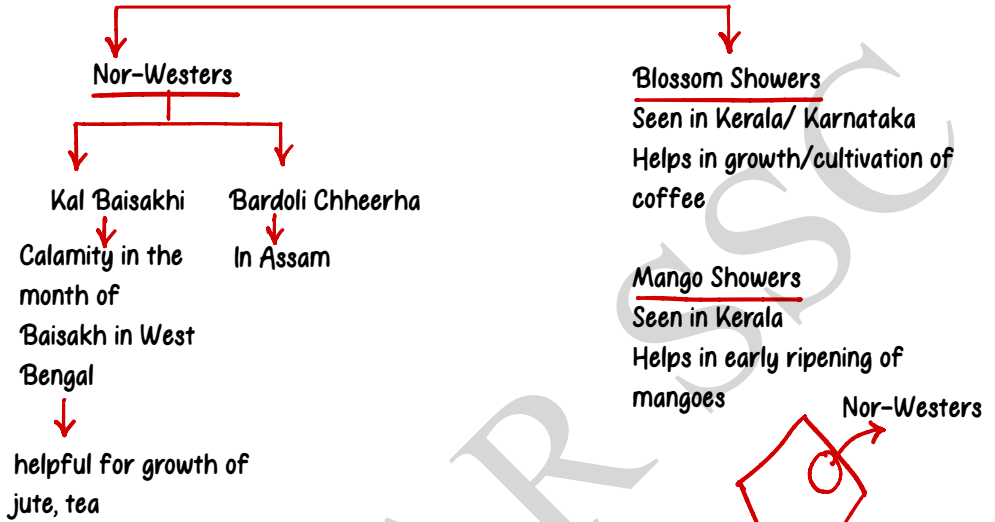 Nor-Westers
Kal Baisakhi
Calamity in the
month of
Baisakh in West
Bengal
helpful for growth of
jute, tea
Bardoli Chheerha
In Assam
Blossom Showers
Seen in Kerala/ Karnataka
Helps in growth/cultivation of
coffee
Mango Showers
Seen in Kerala
Helps in early ripening of
mangoes
Nor-Westers
R SSC